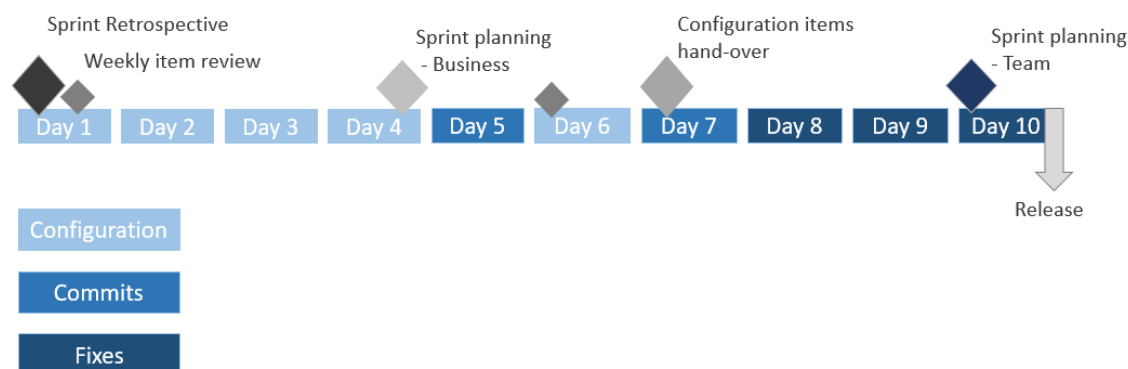 Sprint Retrospective
Weekly item review
Sprint planning
- Business
Configuration items
hand-over
Sprint planning
- Team
Day 1
Day 2
Day 3
Day 4
Day 5
Day 6
Day 7
Day 8
Day 9
Day 10
Release
Configuration
Commits
Fixes